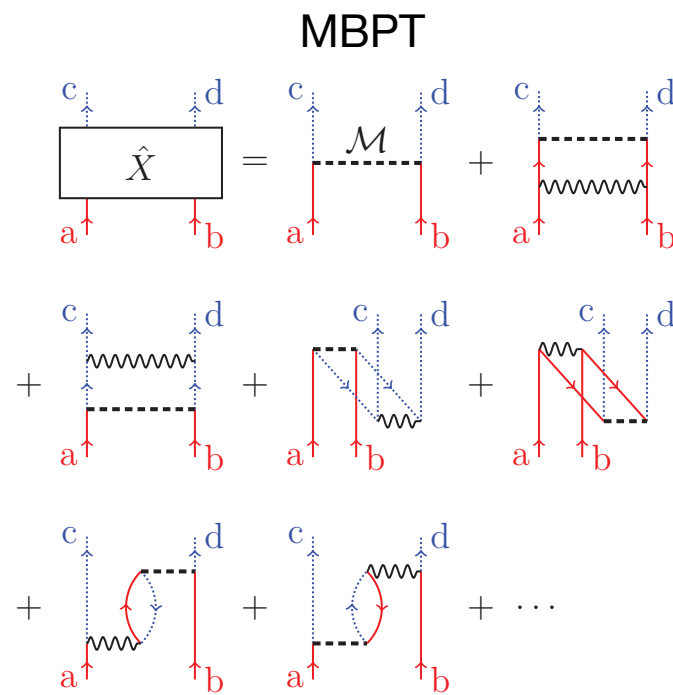 MBPT
c d c d c d
X̂ = ℳ +
a b a b a b
c d c d c d
+ + +
a b a b a b
c d c d
+ + + ···
a b a b